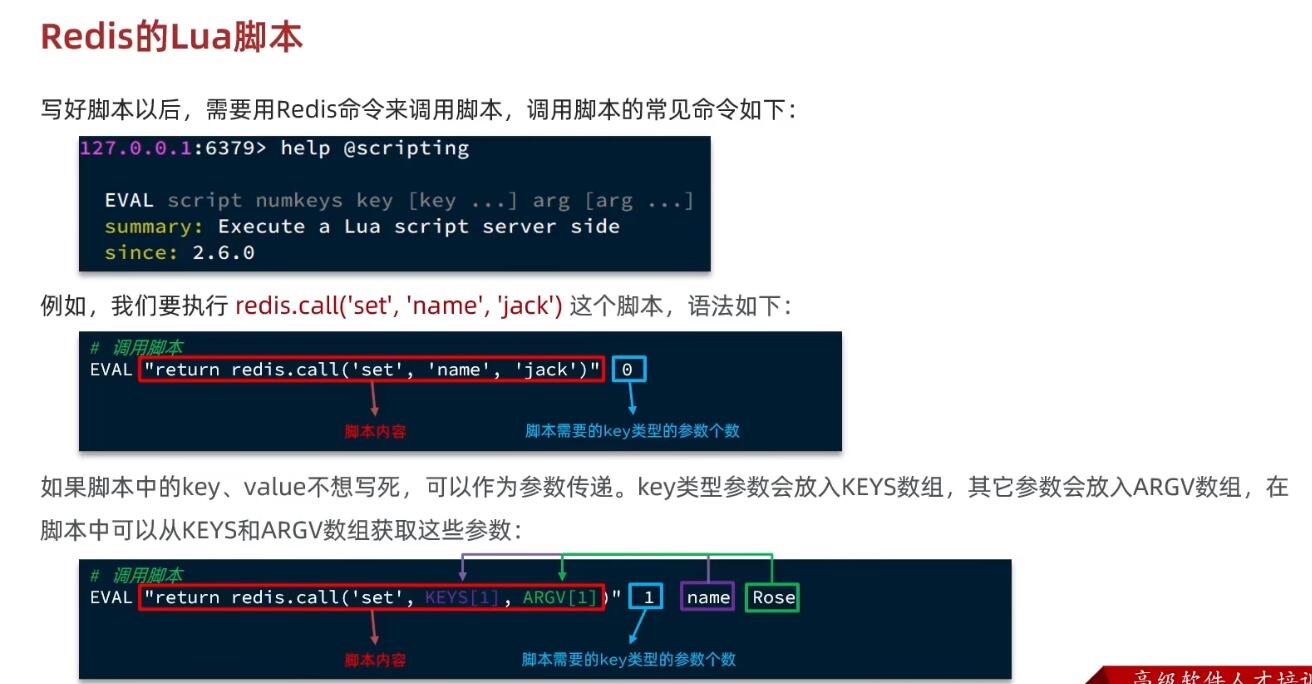 Redis的Lua脚本
写好脚本以后，需要用Redis命令来调用脚本，调用脚本的常见命令如下：
127.0.0.1:6379> help @scripting
EVAL script numkeys key [key ...] arg [arg ...]
summary: Execute a Lua script server side
since: 2.6.0
例如，我们要执行 redis.call('set', 'name', 'jack') 这个脚本，语法如下：
# 调用脚本
EVAL "return redis.call('set', 'name', 'jack')" 0
脚本内容 脚本需要的key类型的参数个数
如果脚本中的key、value不想写死，可以作为参数传递。key类型参数会放入KEYS数组，其它参数会放入ARGV数组，在
脚本中可以从KEYS和ARGV数组获取这些参数：
# 调用脚本
EVAL "return redis.call('set', KEYS[1], ARGV[1])" 1 name Rose
脚本内容 脚本需要的key类型的参数个数
高级软件人才培训